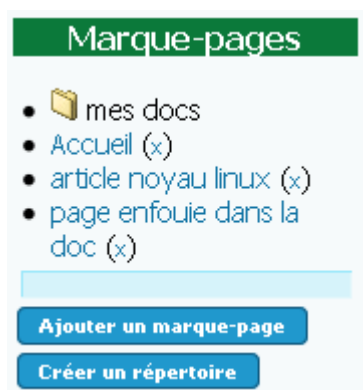 Marque-pages
mes docs
Accueil (x)
article noyau linux (x)
page enfouie dans la
doc (x)
Ajouter un marque-page
Créer un répertoire